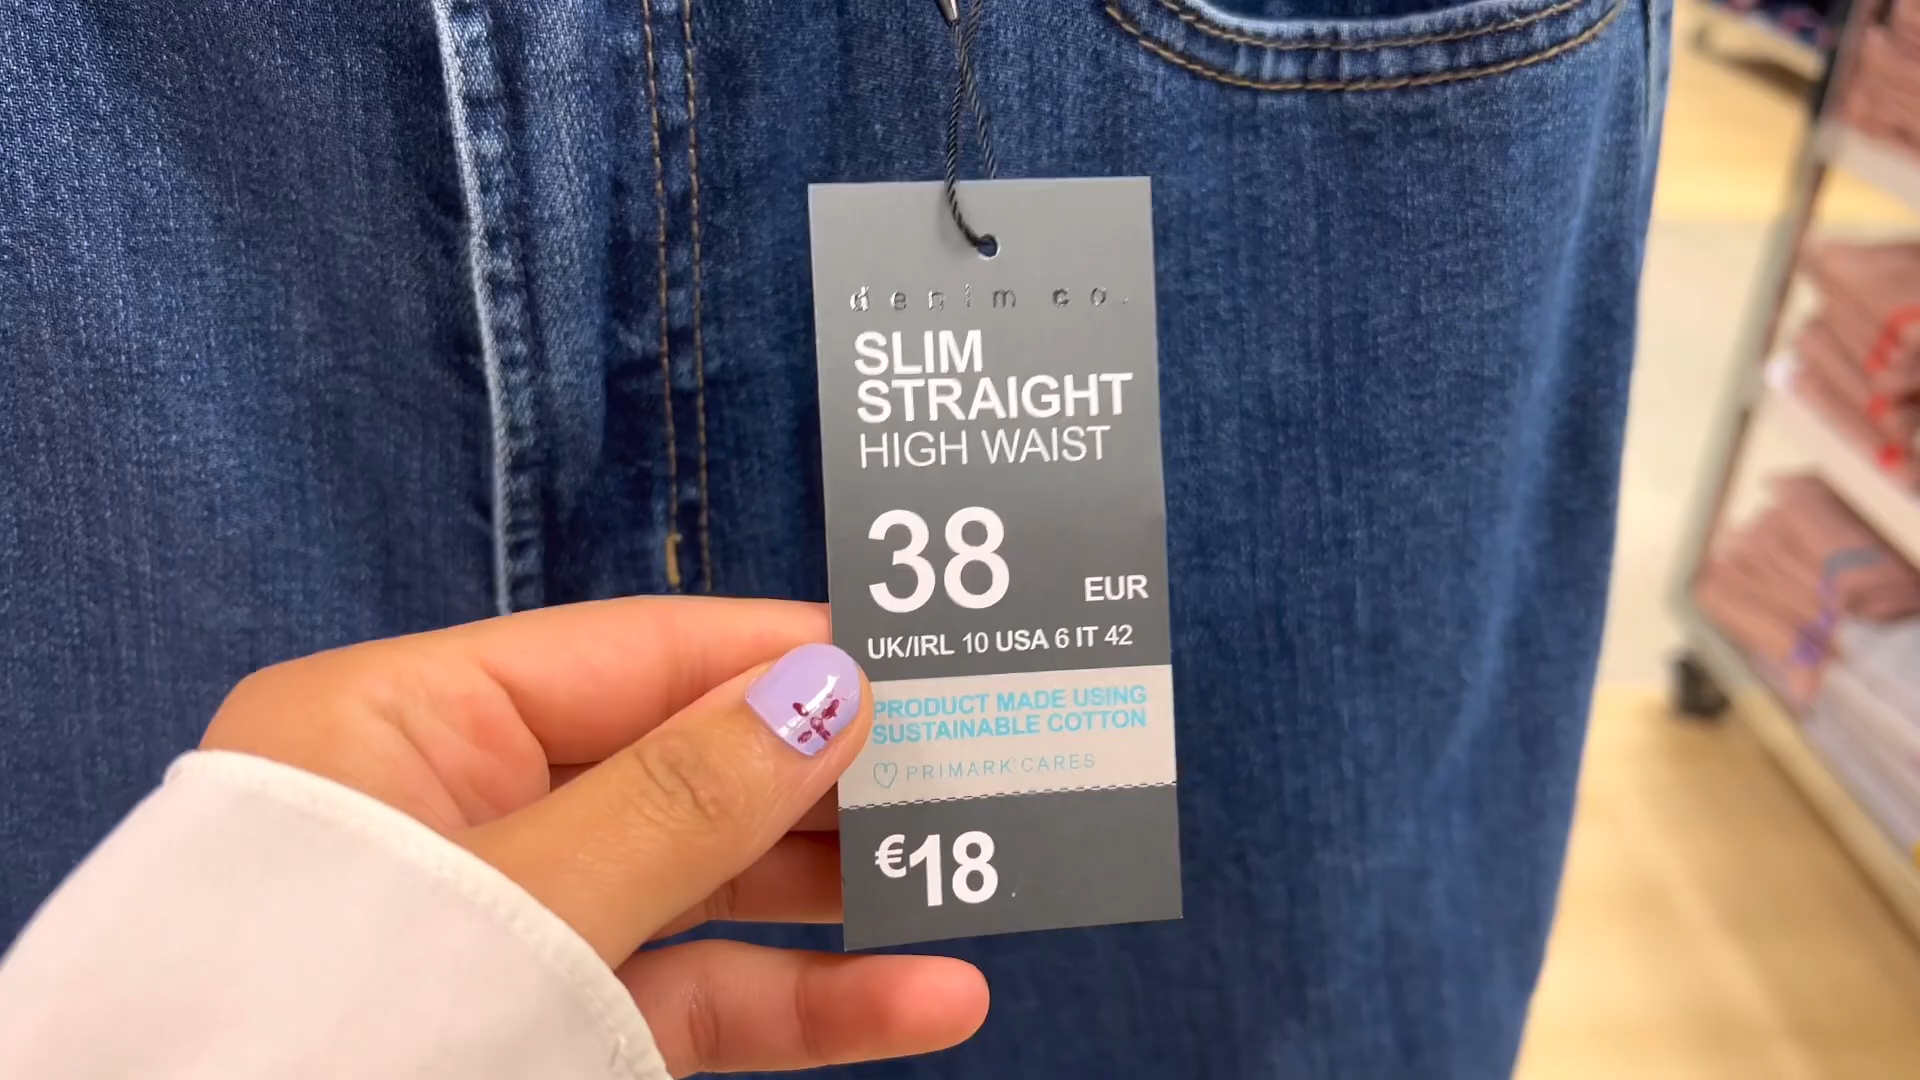 denim co.
SLIM
STRAIGHT
HIGH WAIST
38 EUR
UK/IRL 10 USA 6 IT 42
PRODUCT MADE USING
SUSTAINABLE COTTON
PRIMARK CARES
€18